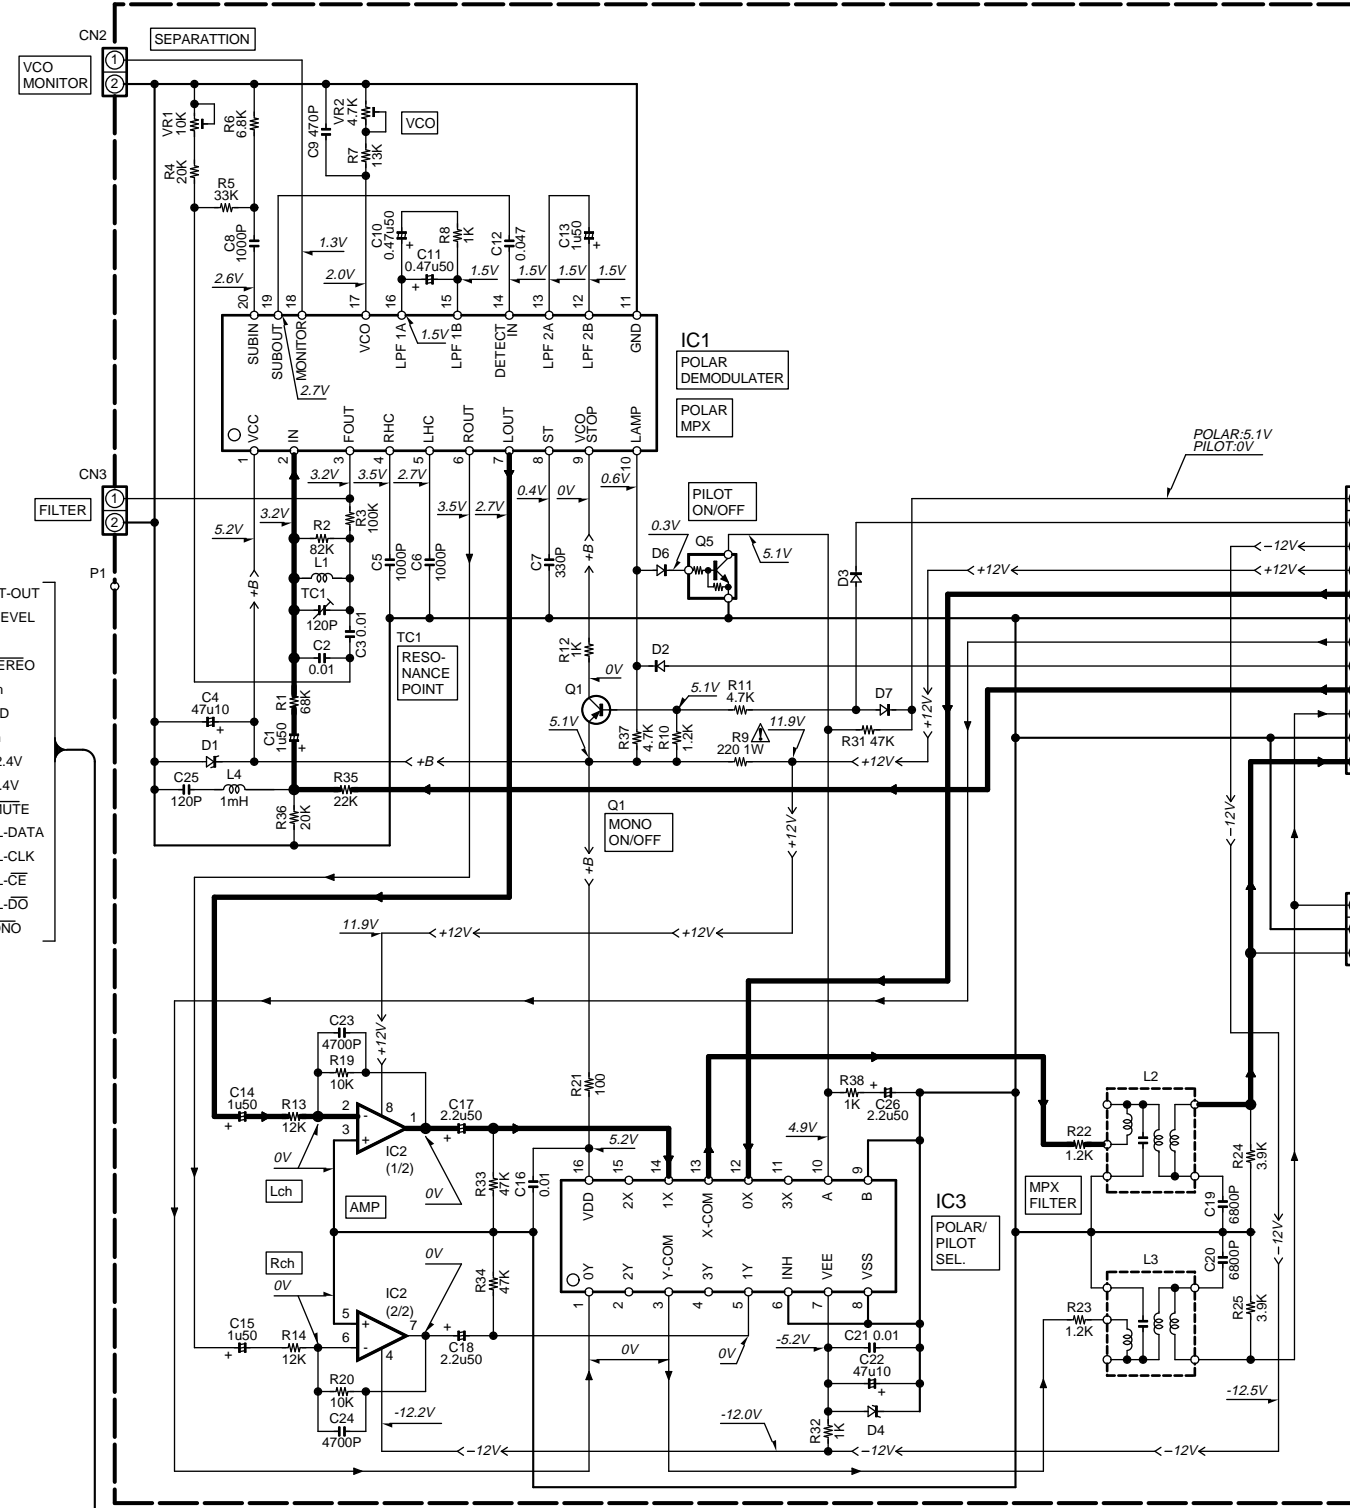 CN2
SEPARATTION
VCO
MONITOR
1
2
VR1
10K
R6
6.8K
C9 470P
VR2
4.7K
VCO
R4
20K
R7
13K
R5
33K
C8
1000P
1.3V
C10
0.47u50
R8
1K
C11
0.47u50
C12
0.047
C13
1u50
2.6V
2.0V
1.5V
1.5V
1.5V
1.5V
20
19
18
17
16
15
14
13
12
11
SUBIN
SUBOUT
MONITOR
VCO
LPF 1A
LPF 1B
DETECT
IN
LPF 2A
LPF 2B
GND
1.5V
2.7V
IC1
POLAR
DEMODULATER
POLAR
MPX
VCC
IN
FOUT
RHC
LHC
ROUT
LOUT
ST
VCO
STOP
LAMP
1
2
3
4
5
6
7
8
9
10
CN3
FILTER
1
2
P1
3.2V
3.5V
2.7V
3.5V
2.7V
0.4V
0V
0.6V
3.2V
5.2V
R3
100K
R2
82K
L1
TC1
120P
C3 0.01
C2
0.01
C5
1000P
C6
1000P
C7
330P
+B
+B
PILOT
ON/OFF
0.3V
D6
Q5
5.1V
D3
POLAR:5.1V
PILOT:0V
-12V
+12V
+12V
TC1
RESO-
NANCE
POINT
R12
1K
D2
0V
Q1
5.1V
5.1V
R11
4.7K
D7
R37
4.7K
R10
1.2K
R9
220 1W
11.9V
R31 47K
+12V
+12V
R1
68K
C4
47u10
C1
1u50
D1
+B
C25
120P
L4
1mH
R35
22K
R36
20K
Q1
MONO
ON/OFF
+B
+12V
-12V
T-OUT
EVEL
EREO
D
2.4V
.4V
MUTE
L-DATA
L-CLK
L-CE
L-DO
ONO
11.9V
+12V
+12V
C23
4700P
R19
10K
+12V
C14
1u50
R13
12K
2
3
8
1
IC2
(1/2)
C17
2.2u50
0V
Lch
AMP
0V
R33
47K
C16
0.01
R21
100
5.2V
4.9V
R38
1K
C26
2.2u50
16
15
14
13
12
11
10
9
VDD
2X
1X
X-COM
0X
3X
A
B
IC3
POLAR/
PILOT
SEL.
0Y
2Y
Y-COM
3Y
1Y
INH
VEE
VSS
1
2
3
4
5
6
7
8
Rch
0V
0V
R34
47K
IC2
(2/2)
5
6
7
4
C15
1u50
R14
12K
C18
2.2u50
R20
10K
C24
4700P
-12.2V
0V
0V
-5.2V
C21 0.01
C22
47u10
D4
R32
1K
-12.0V
-12V
-12V
-12V
L2
R22
1.2K
MPX
FILTER
R24
3.9K
C19
6800P
C20
6800P
-12V
L3
R23
1.2K
R25
3.9K
-12.5V